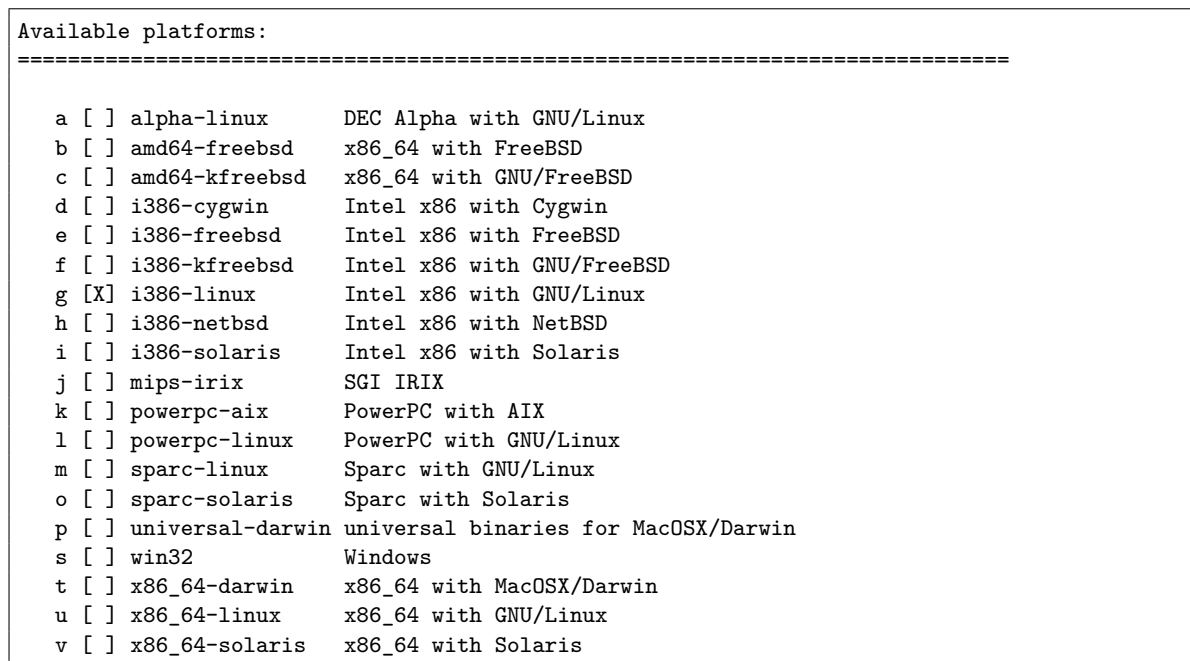 Available platforms:
===============================================================================
a [ ] alpha-linux DEC Alpha with GNU/Linux
b [ ] amd64-freebsd x86_64 with FreeBSD
c [ ] amd64-kfreebsd x86_64 with GNU/FreeBSD
d [ ] i386-cygwin Intel x86 with Cygwin
e [ ] i386-freebsd Intel x86 with FreeBSD
f [ ] i386-kfreebsd Intel x86 with GNU/FreeBSD
g [X] i386-linux Intel x86 with GNU/Linux
h [ ] i386-netbsd Intel x86 with NetBSD
i [ ] i386-solaris Intel x86 with Solaris
j [ ] mips-irix SGI IRIX
k [ ] powerpc-aix PowerPC with AIX
l [ ] powerpc-linux PowerPC with GNU/Linux
m [ ] sparc-linux Sparc with GNU/Linux
o [ ] sparc-solaris Sparc with Solaris
p [ ] universal-darwin universal binaries for MacOSX/Darwin
s [ ] win32 Windows
t [ ] x86_64-darwin x86_64 with MacOSX/Darwin
u [ ] x86_64-linux x86_64 with GNU/Linux
v [ ] x86_64-solaris x86_64 with Solaris